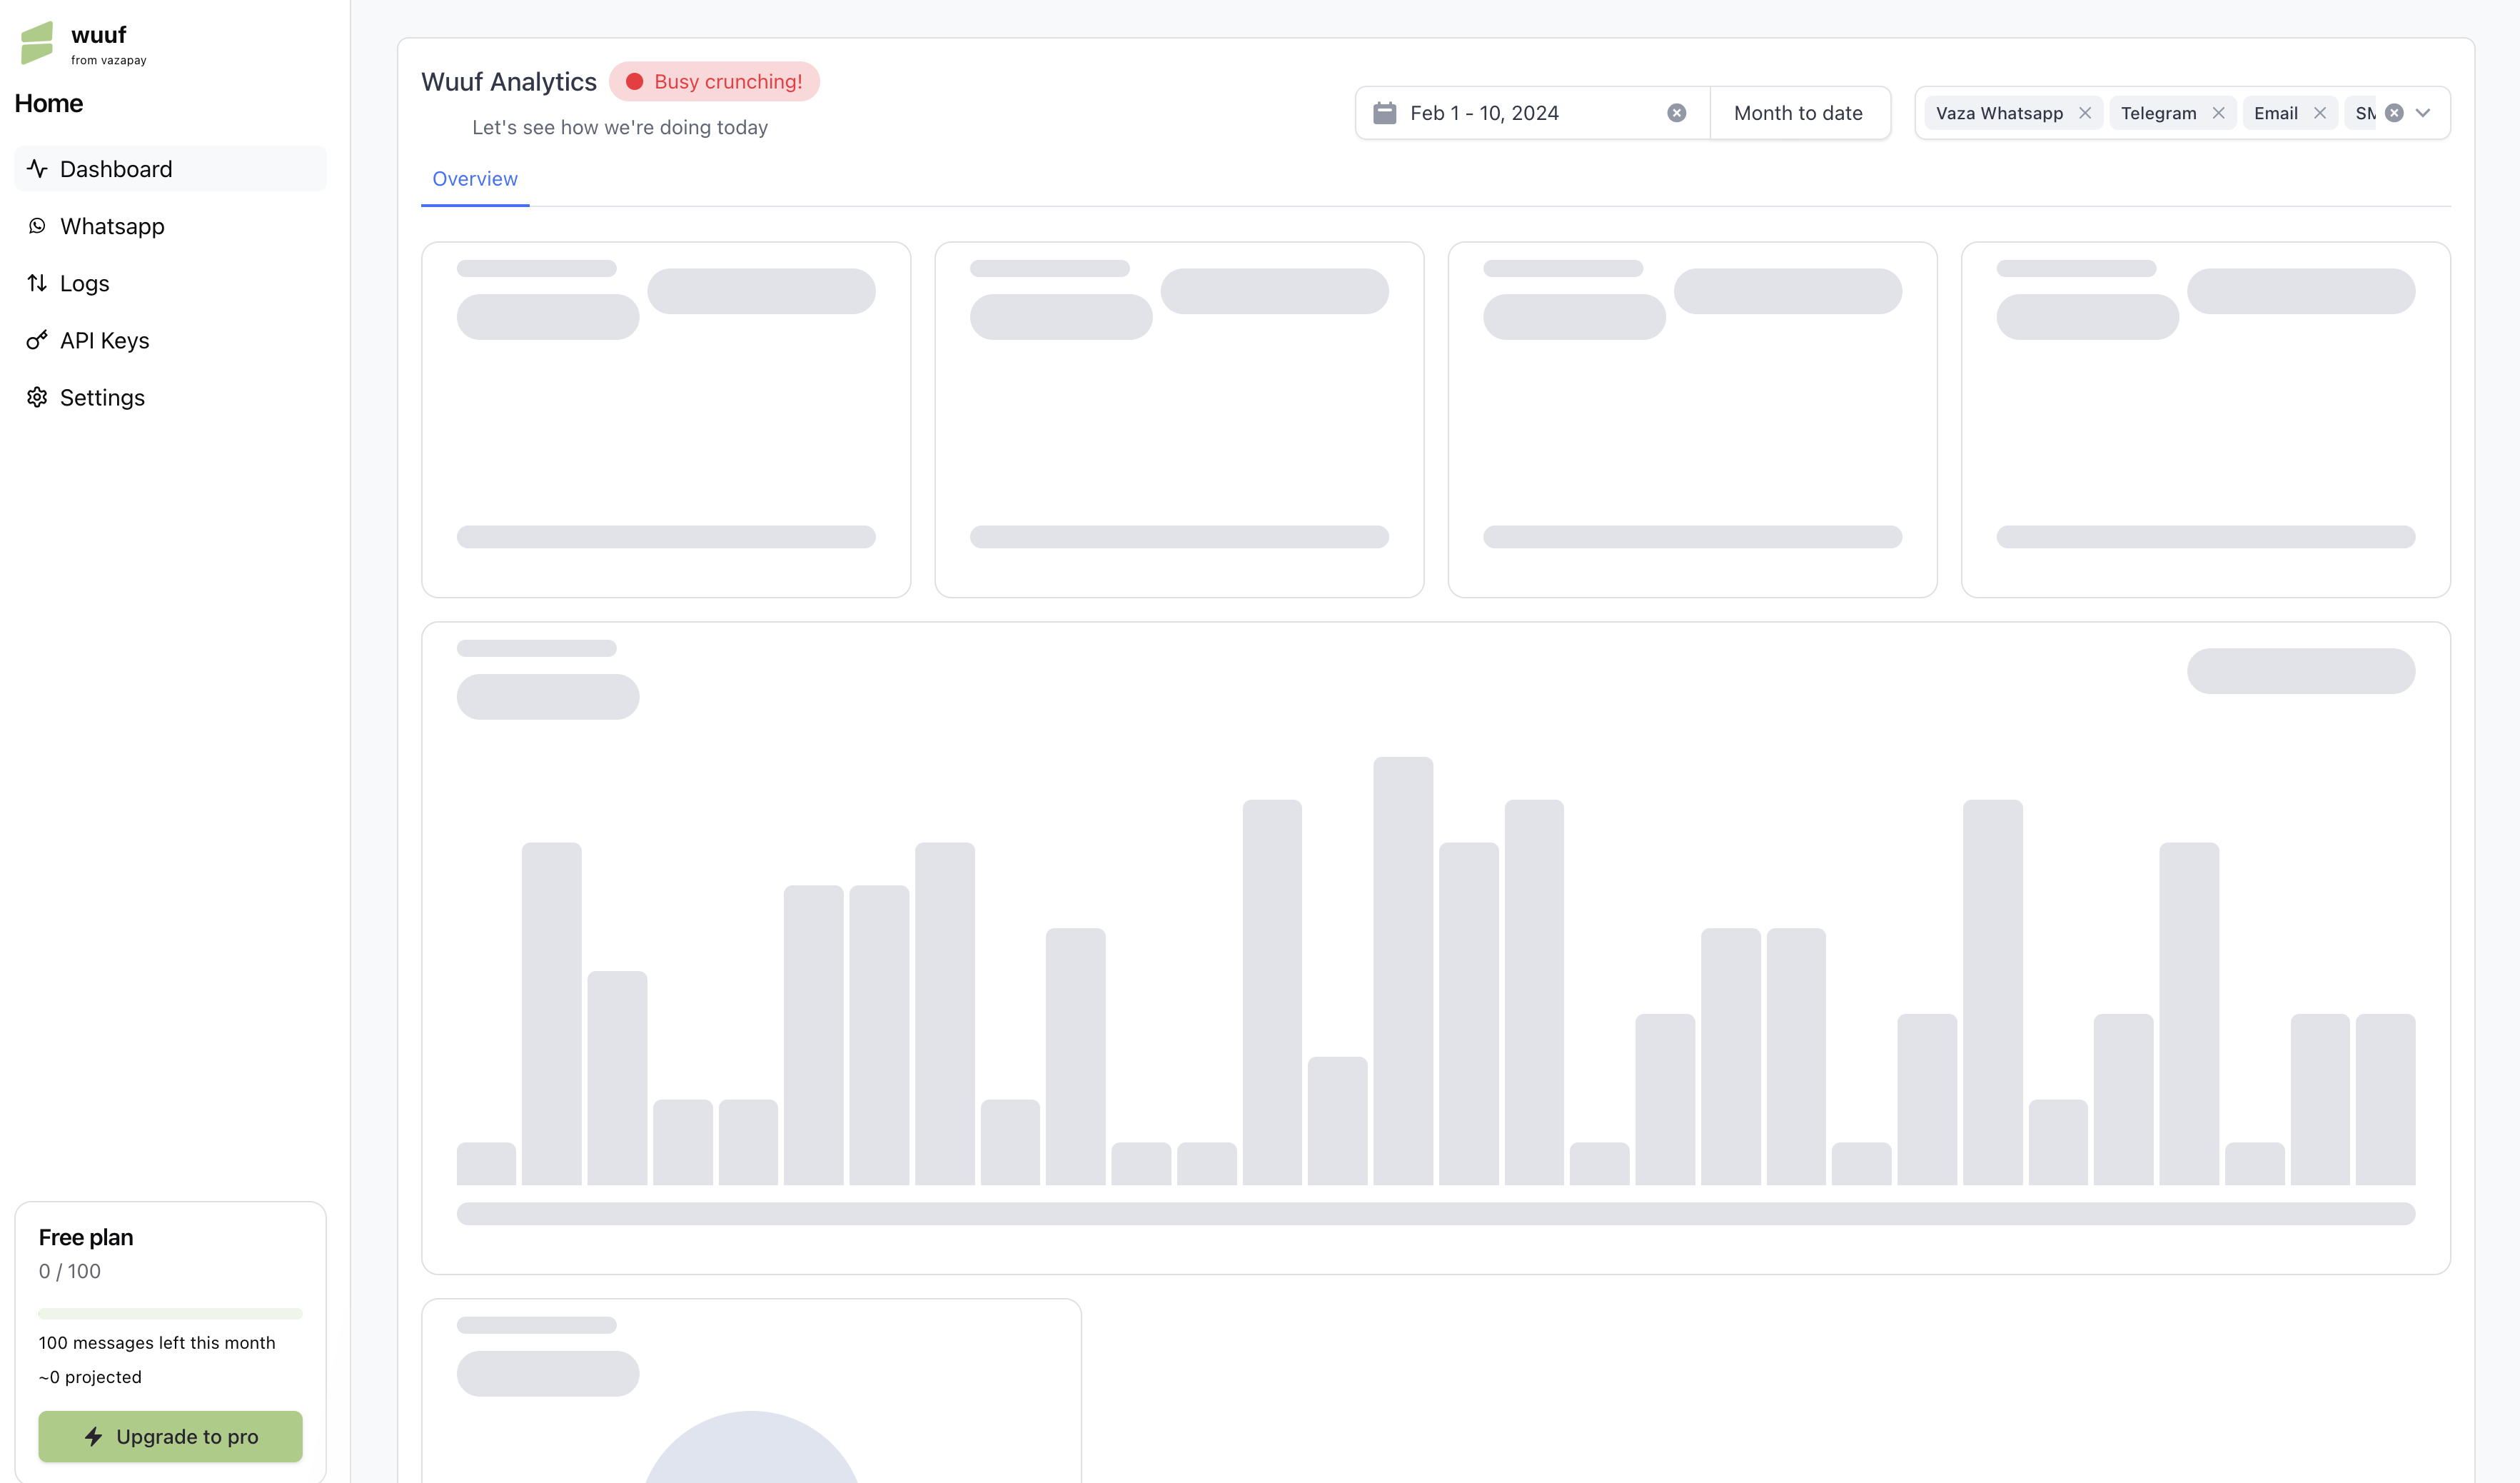 wuuf
from vazapay
Home
Dashboard
Whatsapp
Logs
API Keys
Settings
Free plan
0 / 100
100 messages left this month
~0 projected
Upgrade to pro
Wuuf Analytics
Busy crunching!
Let's see how we're doing today
Feb 1 - 10, 2024
Month to date
Vaza Whatsapp
Telegram
Email
Overview